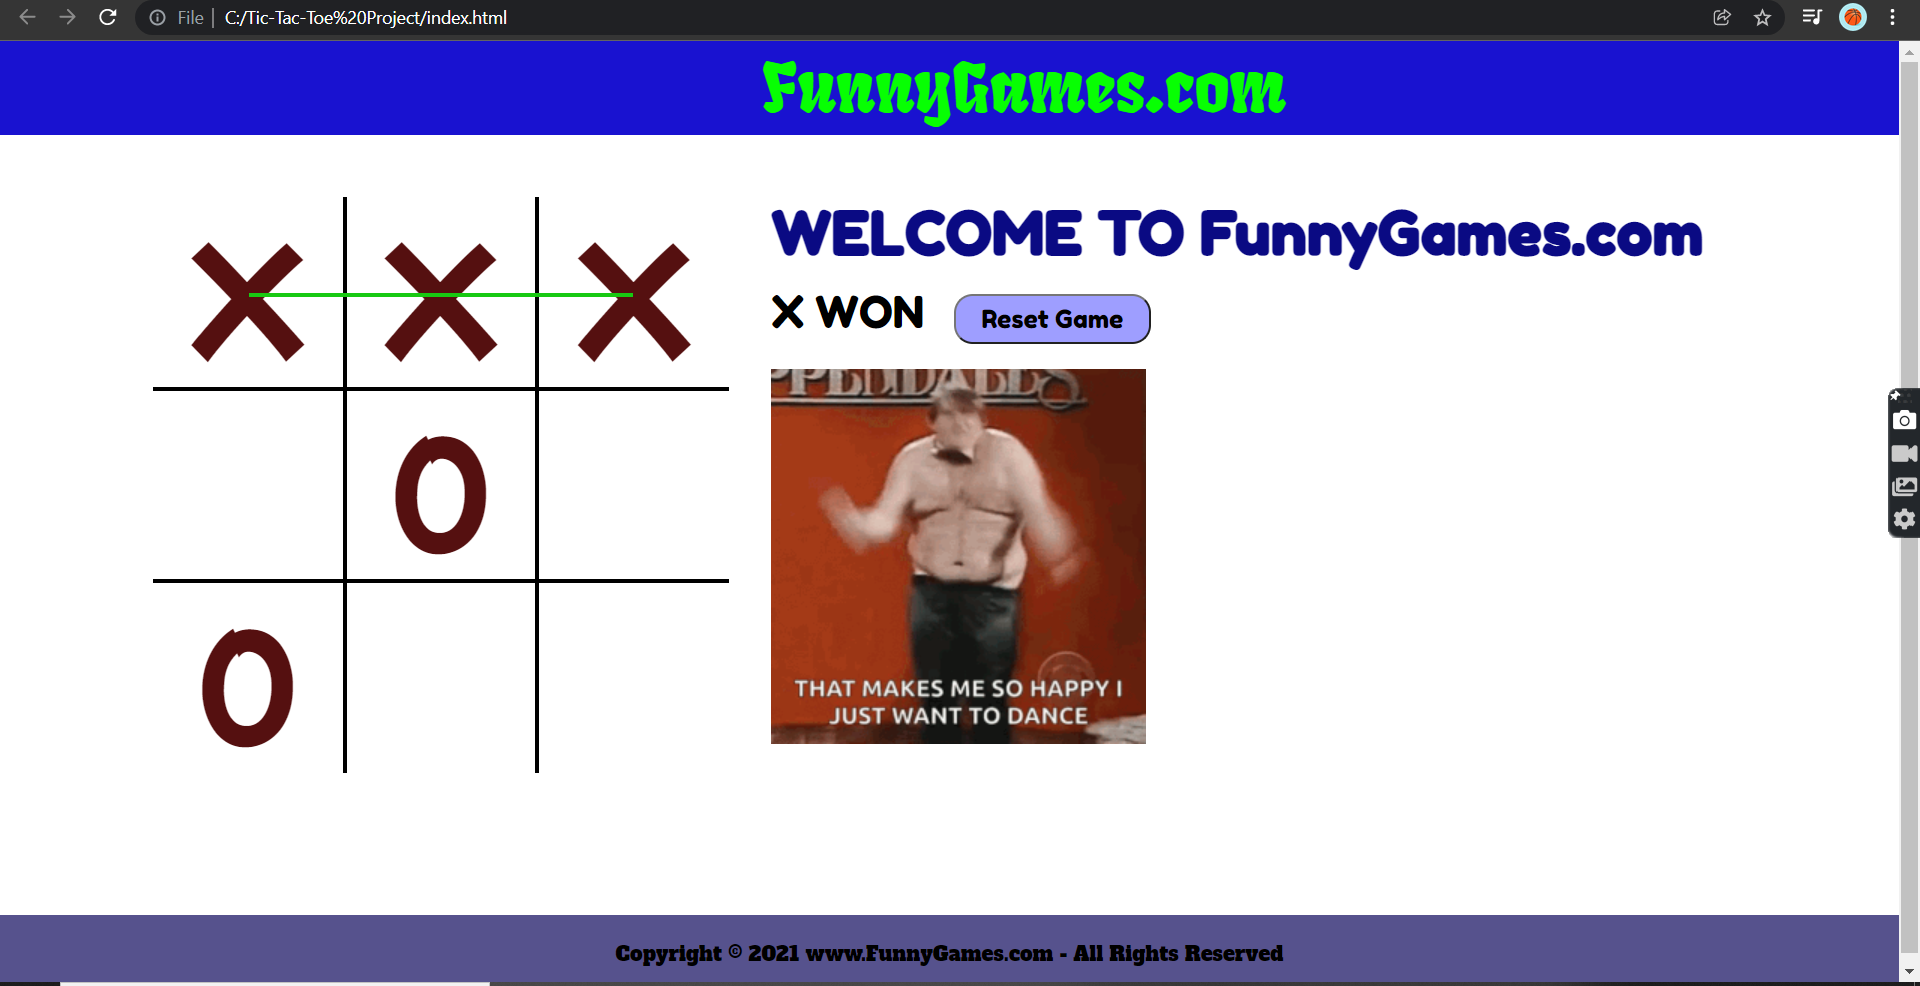 File | C:/Tic-Tac-Toe%20Project/index.html
FunnyGames.com
WELCOME TO FunnyGames.com
X WON
Reset Game
X X X
O
O
THAT MAKES ME SO HAPPY I
JUST WANT TO DANCE
Copyright © 2021 www.FunnyGames.com - All Rights Reserved